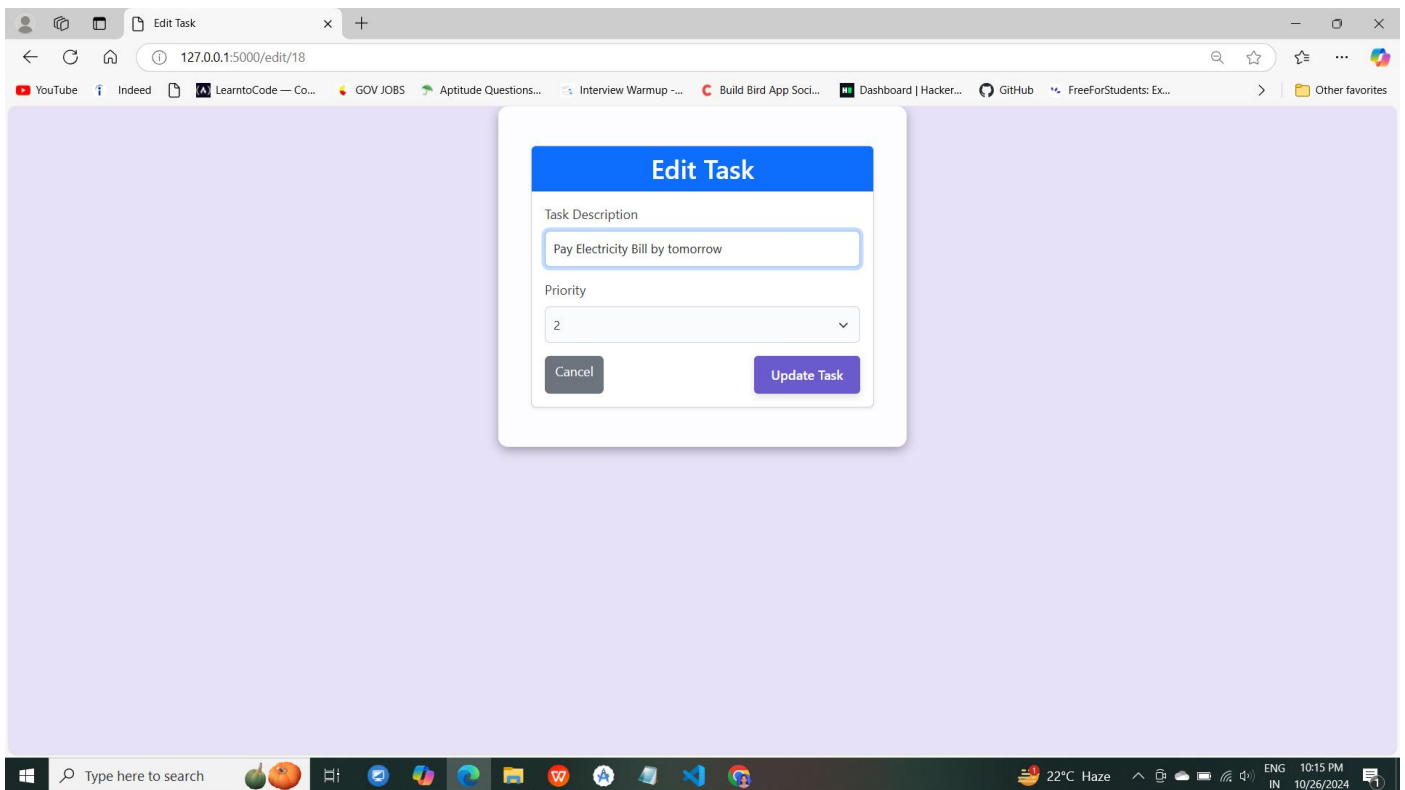 Edit Task
127.0.0.1:5000/edit/18
YouTube Indeed LearntoCode — Co... GOV JOBS Aptitude Questions... Interview Warmup -... Build Bird App Soci... Dashboard | Hacker... GitHub FreeForStudents: Ex... Other favorites
Edit Task
Task Description
Pay Electricity Bill by tomorrow
Priority
2
Cancel Update Task
Type here to search 22°C Haze ENG 10:15 PM
IN 10/26/2024